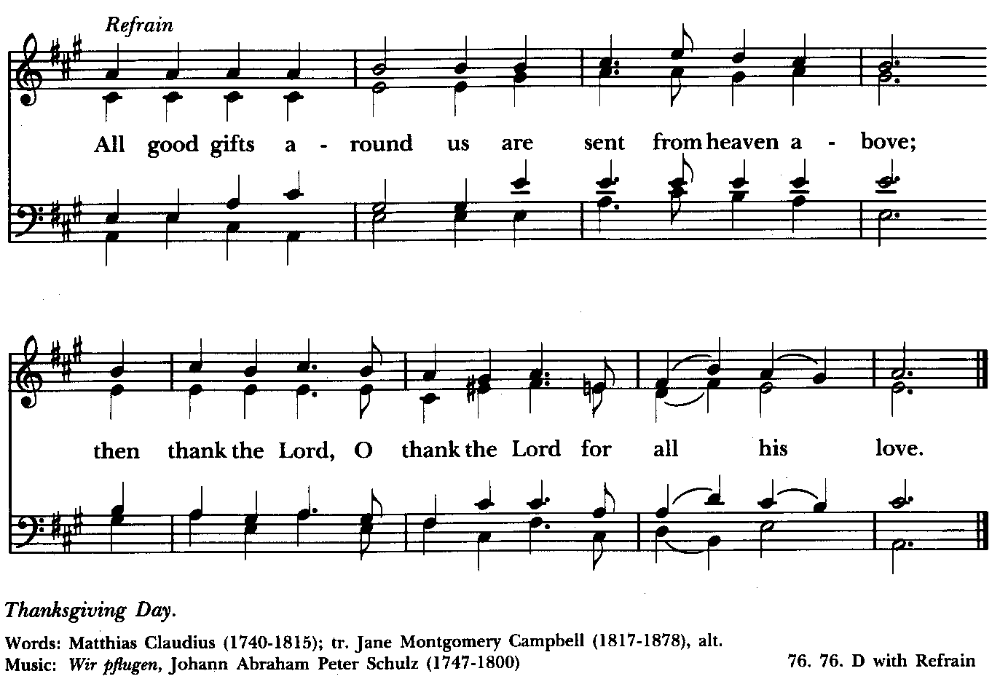 Refrain
All good gifts a - round us are sent from heaven a - bove;
then thank the Lord, O thank the Lord for all his love.
Thanksgiving Day.
Words: Matthias Claudius (1740-1815); tr. Jane Montgomery Campbell (1817-1878), alt.
Music: Wir pflugen, Johann Abraham Peter Schulz (1747-1800) 76. 76. D with Refrain